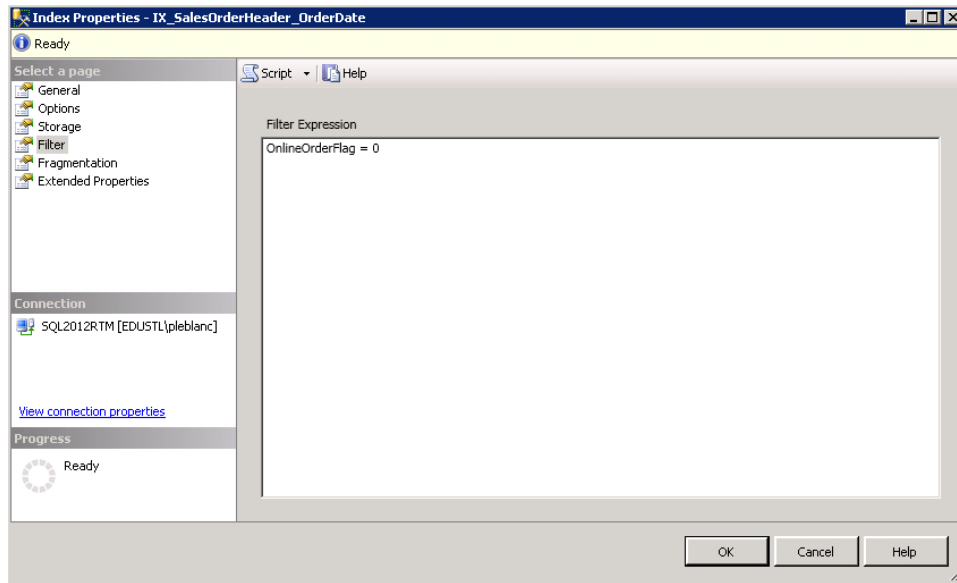 Index Properties - IX_SalesOrderHeader_OrderDate
Ready
Select a page
General
Options
Storage
Filter
Fragmentation
Extended Properties
Connection
SQL2012RTM [EDUSTL\pleblanc]
View connection properties
Progress
Ready
Script Help
Filter Expression
OnlineOrderFlag = 0
OK Cancel Help